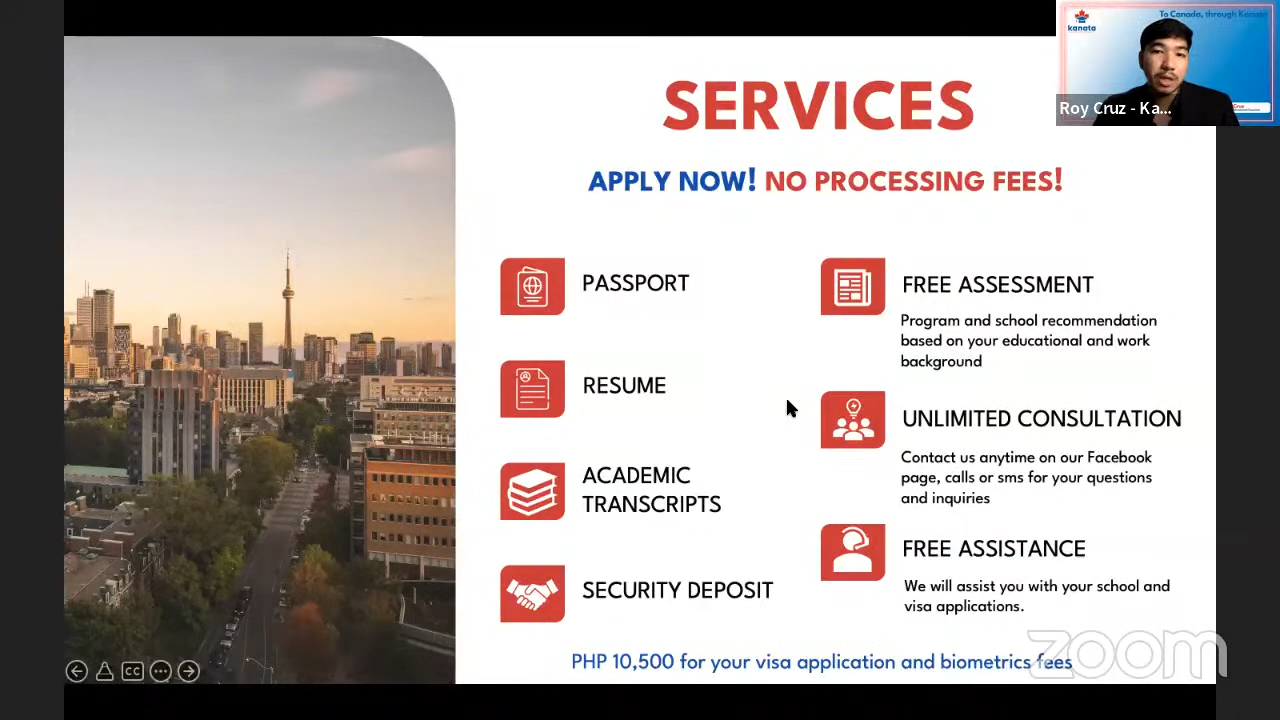 SERVICES
APPLY NOW! NO PROCESSING FEES!
PASSPORT
RESUME
ACADEMIC
TRANSCRIPTS
SECURITY DEPOSIT
FREE ASSESSMENT
Program and school recommendation
based on your educational and work
background
UNLIMITED CONSULTATION
Contact us anytime on our Facebook
page, calls or sms for your questions
and inquiries
FREE ASSISTANCE
We will assist you with your school and
visa applications.
PHP 10,500 for your visa application and biometrics fees
To Canada, through Kanata
kanata
Roy Cruz - Ka...
CC
zoom